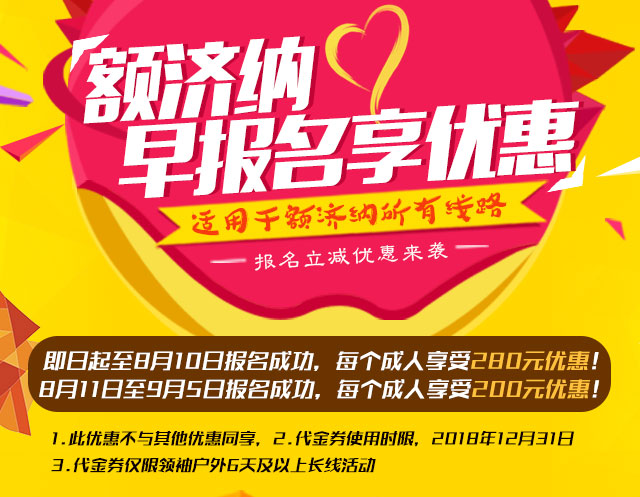 「额济纳
早报名享优惠」
适用于额济纳所有线路
— 报名立减优惠来袭 —
即日起至8月10日报名成功，每个成人享受280元优惠！
8月11日至9月5日报名成功，每个成人享受200元优惠！
1.此优惠不与其他优惠同享，2.代金券使用时限，2018年12月31日
3.代金券仅限领袖户外6天及以上长线活动